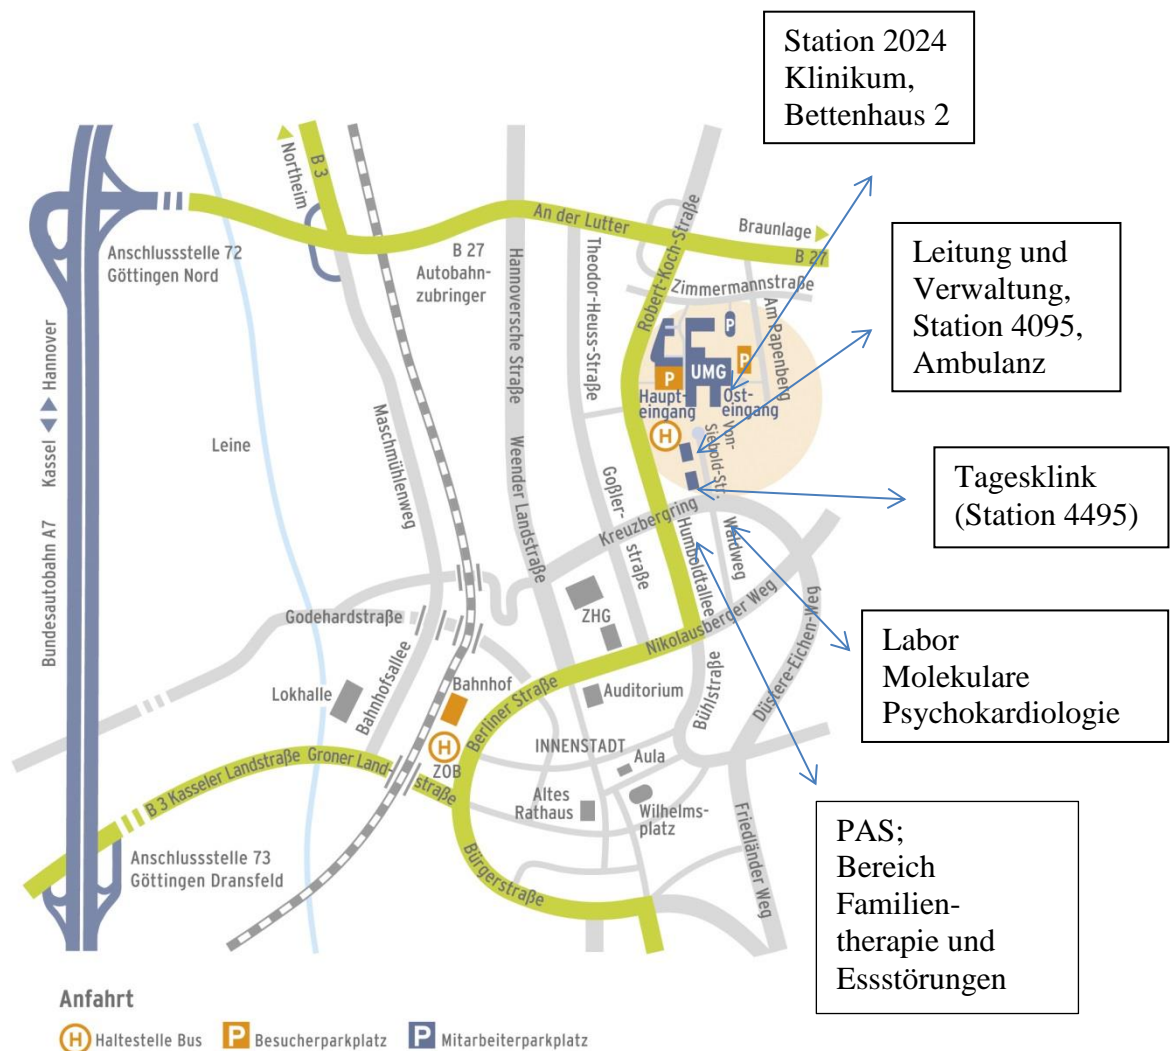 Station 2024
Klinikum,
Bettenhaus 2
Leitung und
Verwaltung,
Station 4095,
Ambulanz
Tagesklink
(Station 4495)
Labor
Molekulare
Psychokardiologie
PAS;
Bereich
Familien-
therapie und
Essstörungen
Northeim
B 3
An der Lutter
Braunlage
B 27
Anschlussstelle 72
Göttingen Nord
B 27
Autobahn-
zubringer
Hannoversche Straße
Theodor-Heuss-Straße
Robert-Koch-Straße
Zimmermannstraße
Am Papenberg
P
UMG
P
P
Haupt-
eingang
Ost-
eingang
H
Von-
Siebold-Str.
Kassel
Hannover
Bundesautobahn A7
Leine
Maschmühlenweg
Weender Landstraße
Goßler-
straße
Kreuzbergring
Humboldtallee
Waldweg
Nikolausberger Weg
Düstere-Eichen-Weg
Godehardstraße
ZHG
Bahnhofsallee
Lokhalle
Bahnhof
H
ZOB
Berliner Straße
Auditorium
Bühlstraße
INNENSTADT
Aula
Altes
Rathaus
Wilhelms-
platz
Friedländer Weg
B 3 Kasseler Landstraße
Groner Land-
straße
Bürgerstraße
Anschlussstelle 73
Göttingen Dransfeld
Anfahrt
H Haltestelle Bus
P Besucherparkplatz
P Mitarbeiterparkplatz